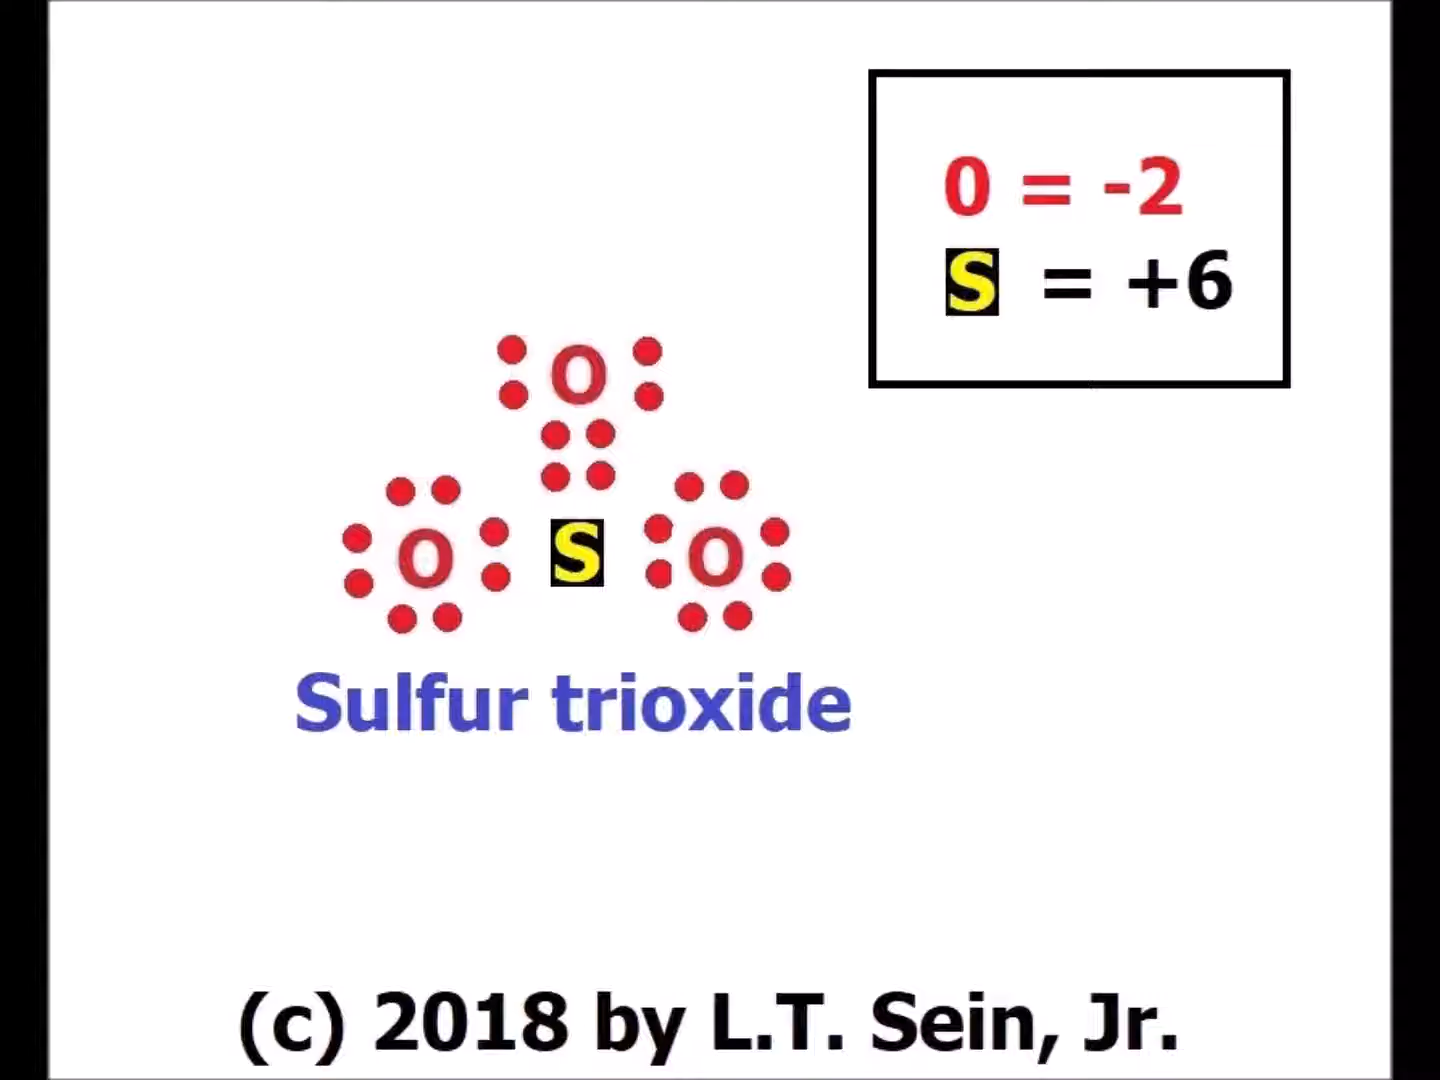 0 = -2
S = +6
O
O S O
Sulfur trioxide
(c) 2018 by L.T. Sein, Jr.